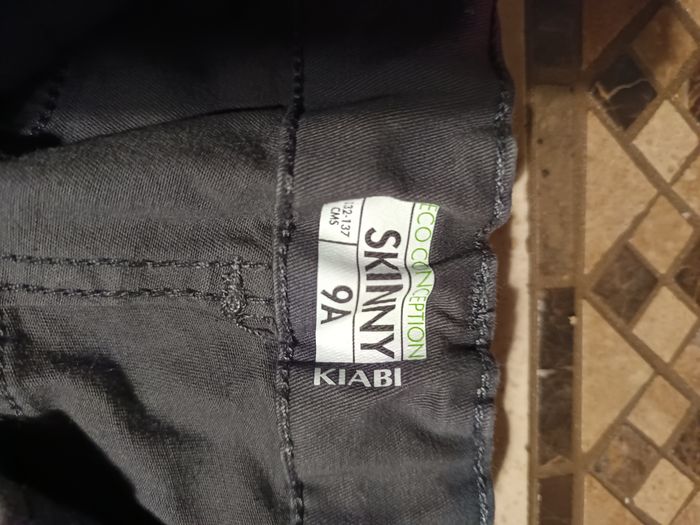 ECO CONCEPTION
SKINNY
132-137
CMS
9A
KIABI